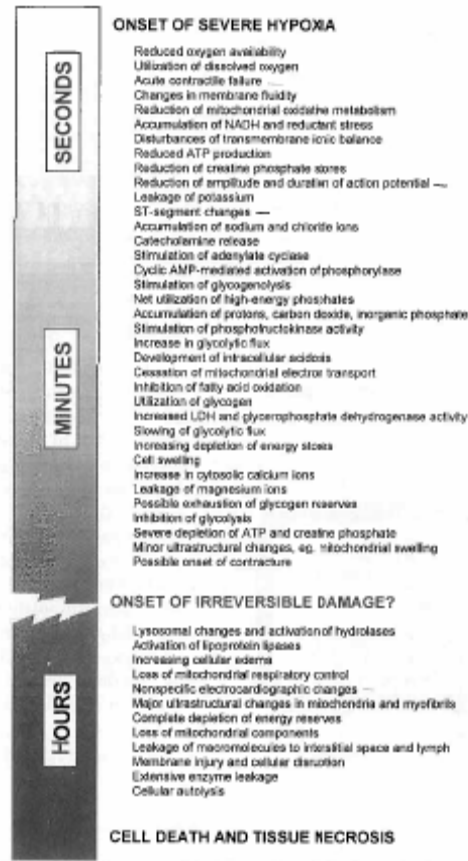 ONSET OF SEVERE HYPOXIA
SECONDS
Reduced oxygen availability
Utilization of dissolved oxygen
Acute contractile failure —
Changes in membrane fluidity
Reduction of mitochondrial oxidative metabolism
Accumulation of NADH and reductant stress
Disturbances of transmembrane ionic balance
Reduced ATP production
Reduction of creatine phosphate stores
Reduction of amplitude and duration of action potential —
Leakage of potassium
ST-segment changes —
Accumulation of sodium and chloride ions
Catecholamine release
Stimulation of adenylate cyclase
Cyclic AMP-mediated activation of phosphorylase
Stimulation of glycogenolysis
Net utilization of high-energy phosphates
Accumulation of protons, carbon dioxide, inorganic phosphate
Stimulation of phosphofructokinase activity
MINUTES
Increase in glycolytic flux
Development of intracellular acidosis
Cessation of mitochondrial electron transport
Inhibition of fatty acid oxidation
Utilization of glycogen
Increased LDH and glycerophosphate dehydrogenase activity
Slowing of glycolytic flux
Increasing depletion of energy stores
Cell swelling
Increase in cytosolic calcium ions
Leakage of magnesium ions
Possible exhaustion of glycogen reserves
Inhibition of glycolysis
Severe depletion of ATP and creatine phosphate
Minor ultrastructural changes, eg. mitochondrial swelling
Possible onset of contracture
ONSET OF IRREVERSIBLE DAMAGE?
HOURS
Lysosomal changes and activation of hydrolases
Activation of lipoprotein lipases
Increasing cellular edema
Loss of mitochondrial respiratory control
Nonspecific electrocardiographic changes —
Major ultrastructural changes in mitochondria and myofibrils
Complete depletion of energy reserves
Loss of mitochondrial components
Leakage of macromolecules to interstitial space and lymph
Membrane injury and cellular disruption
Extensive enzyme leakage
Cellular autolysis
CELL DEATH AND TISSUE NECROSIS